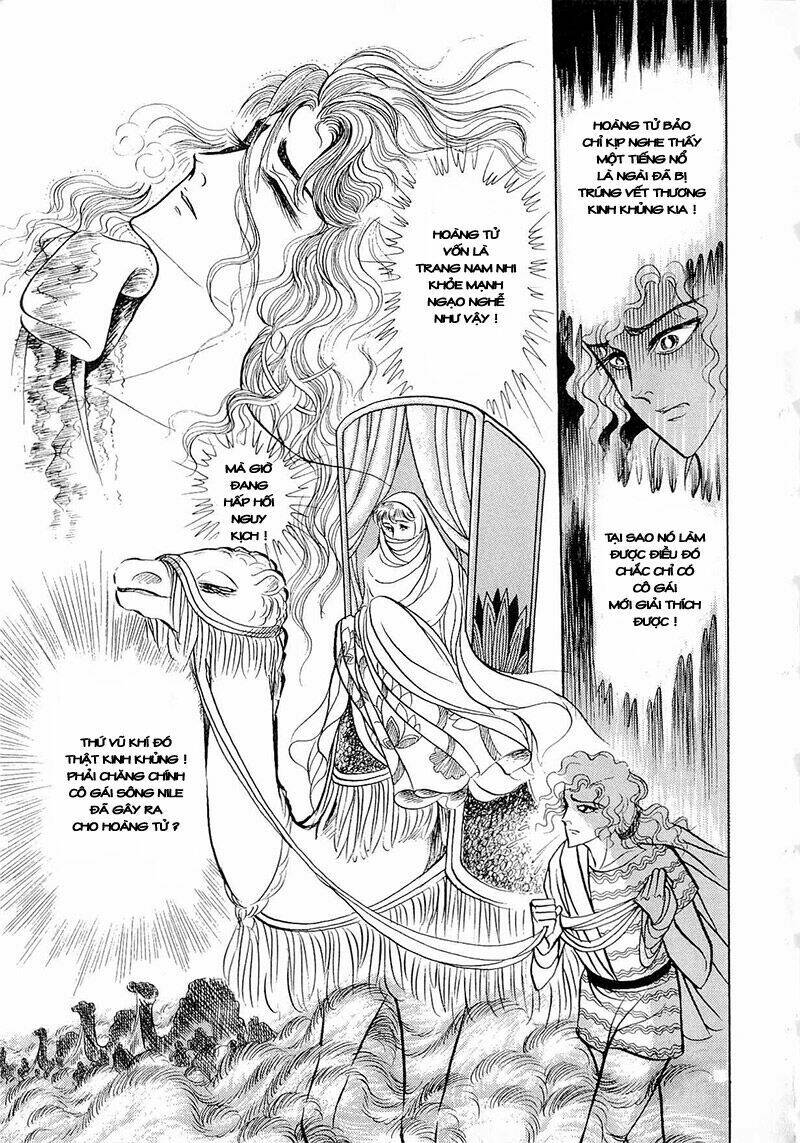 HOÀNG TỬ BẢO
CHỈ KỊP NGHE THẤY
MỘT TIẾNG NỔ
LÀ NGÀI ĐÃ BỊ
TRÚNG VẾT THƯƠNG
KINH KHỦNG KIA !
TẠI SAO NÓ LÀM
ĐƯỢC ĐIỀU ĐÓ
CHẮC CHỈ CÓ
CÔ GÁI
MỚI GIẢI THÍCH
ĐƯỢC !
HOÀNG TỬ
VỐN LÀ
TRANG NAM NHI
KHỎE MẠNH
NGẠO NGHỄ
NHƯ VẬY !
MÀ GIỜ
ĐANG
HẤP HỐI
NGUY
KỊCH !
THỨ VŨ KHÍ ĐÓ
THẬT KINH KHỦNG !
PHẢI CHĂNG CHÍNH
CÔ GÁI SÔNG NILE
ĐÃ GÂY RA
CHO HOÀNG TỬ ?